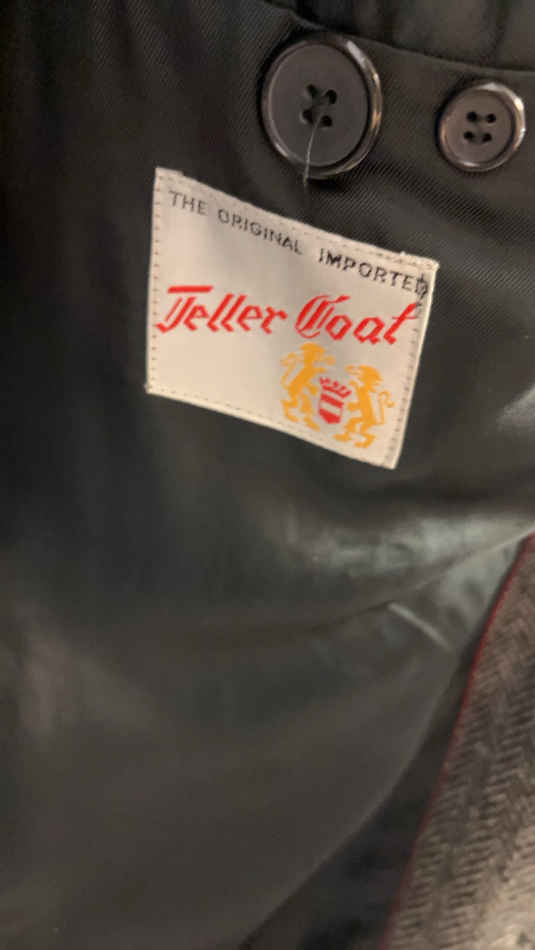 THE ORIGINAL IMPORTED
Teller Coat